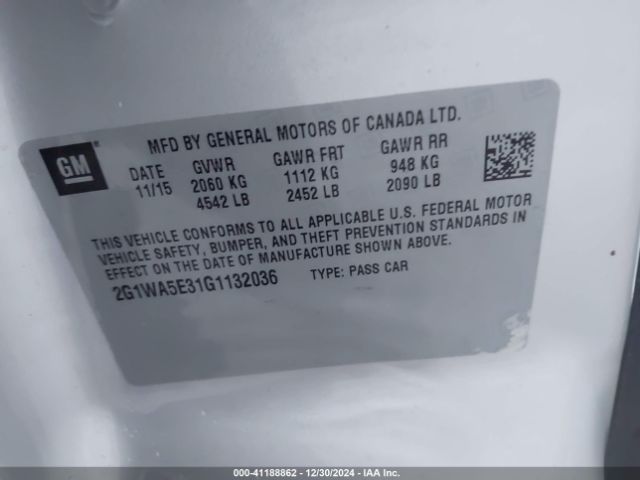 MFD BY GENERAL MOTORS OF CANADA LTD.
GM
DATE GVWR GAWR FRT GAWR RR
11/15 2060 KG 1112 KG 948 KG
4542 LB 2452 LB 2090 LB
THIS VEHICLE CONFORMS TO ALL APPLICABLE U.S. FEDERAL MOTOR
VEHICLE SAFETY, BUMPER, AND THEFT PREVENTION STANDARDS IN
EFFECT ON THE DATE OF MANUFACTURE SHOWN ABOVE.
2G1WA5E31G1132036 TYPE: PASS CAR
000-41188862 - 12/30/2024 - IAA Inc.